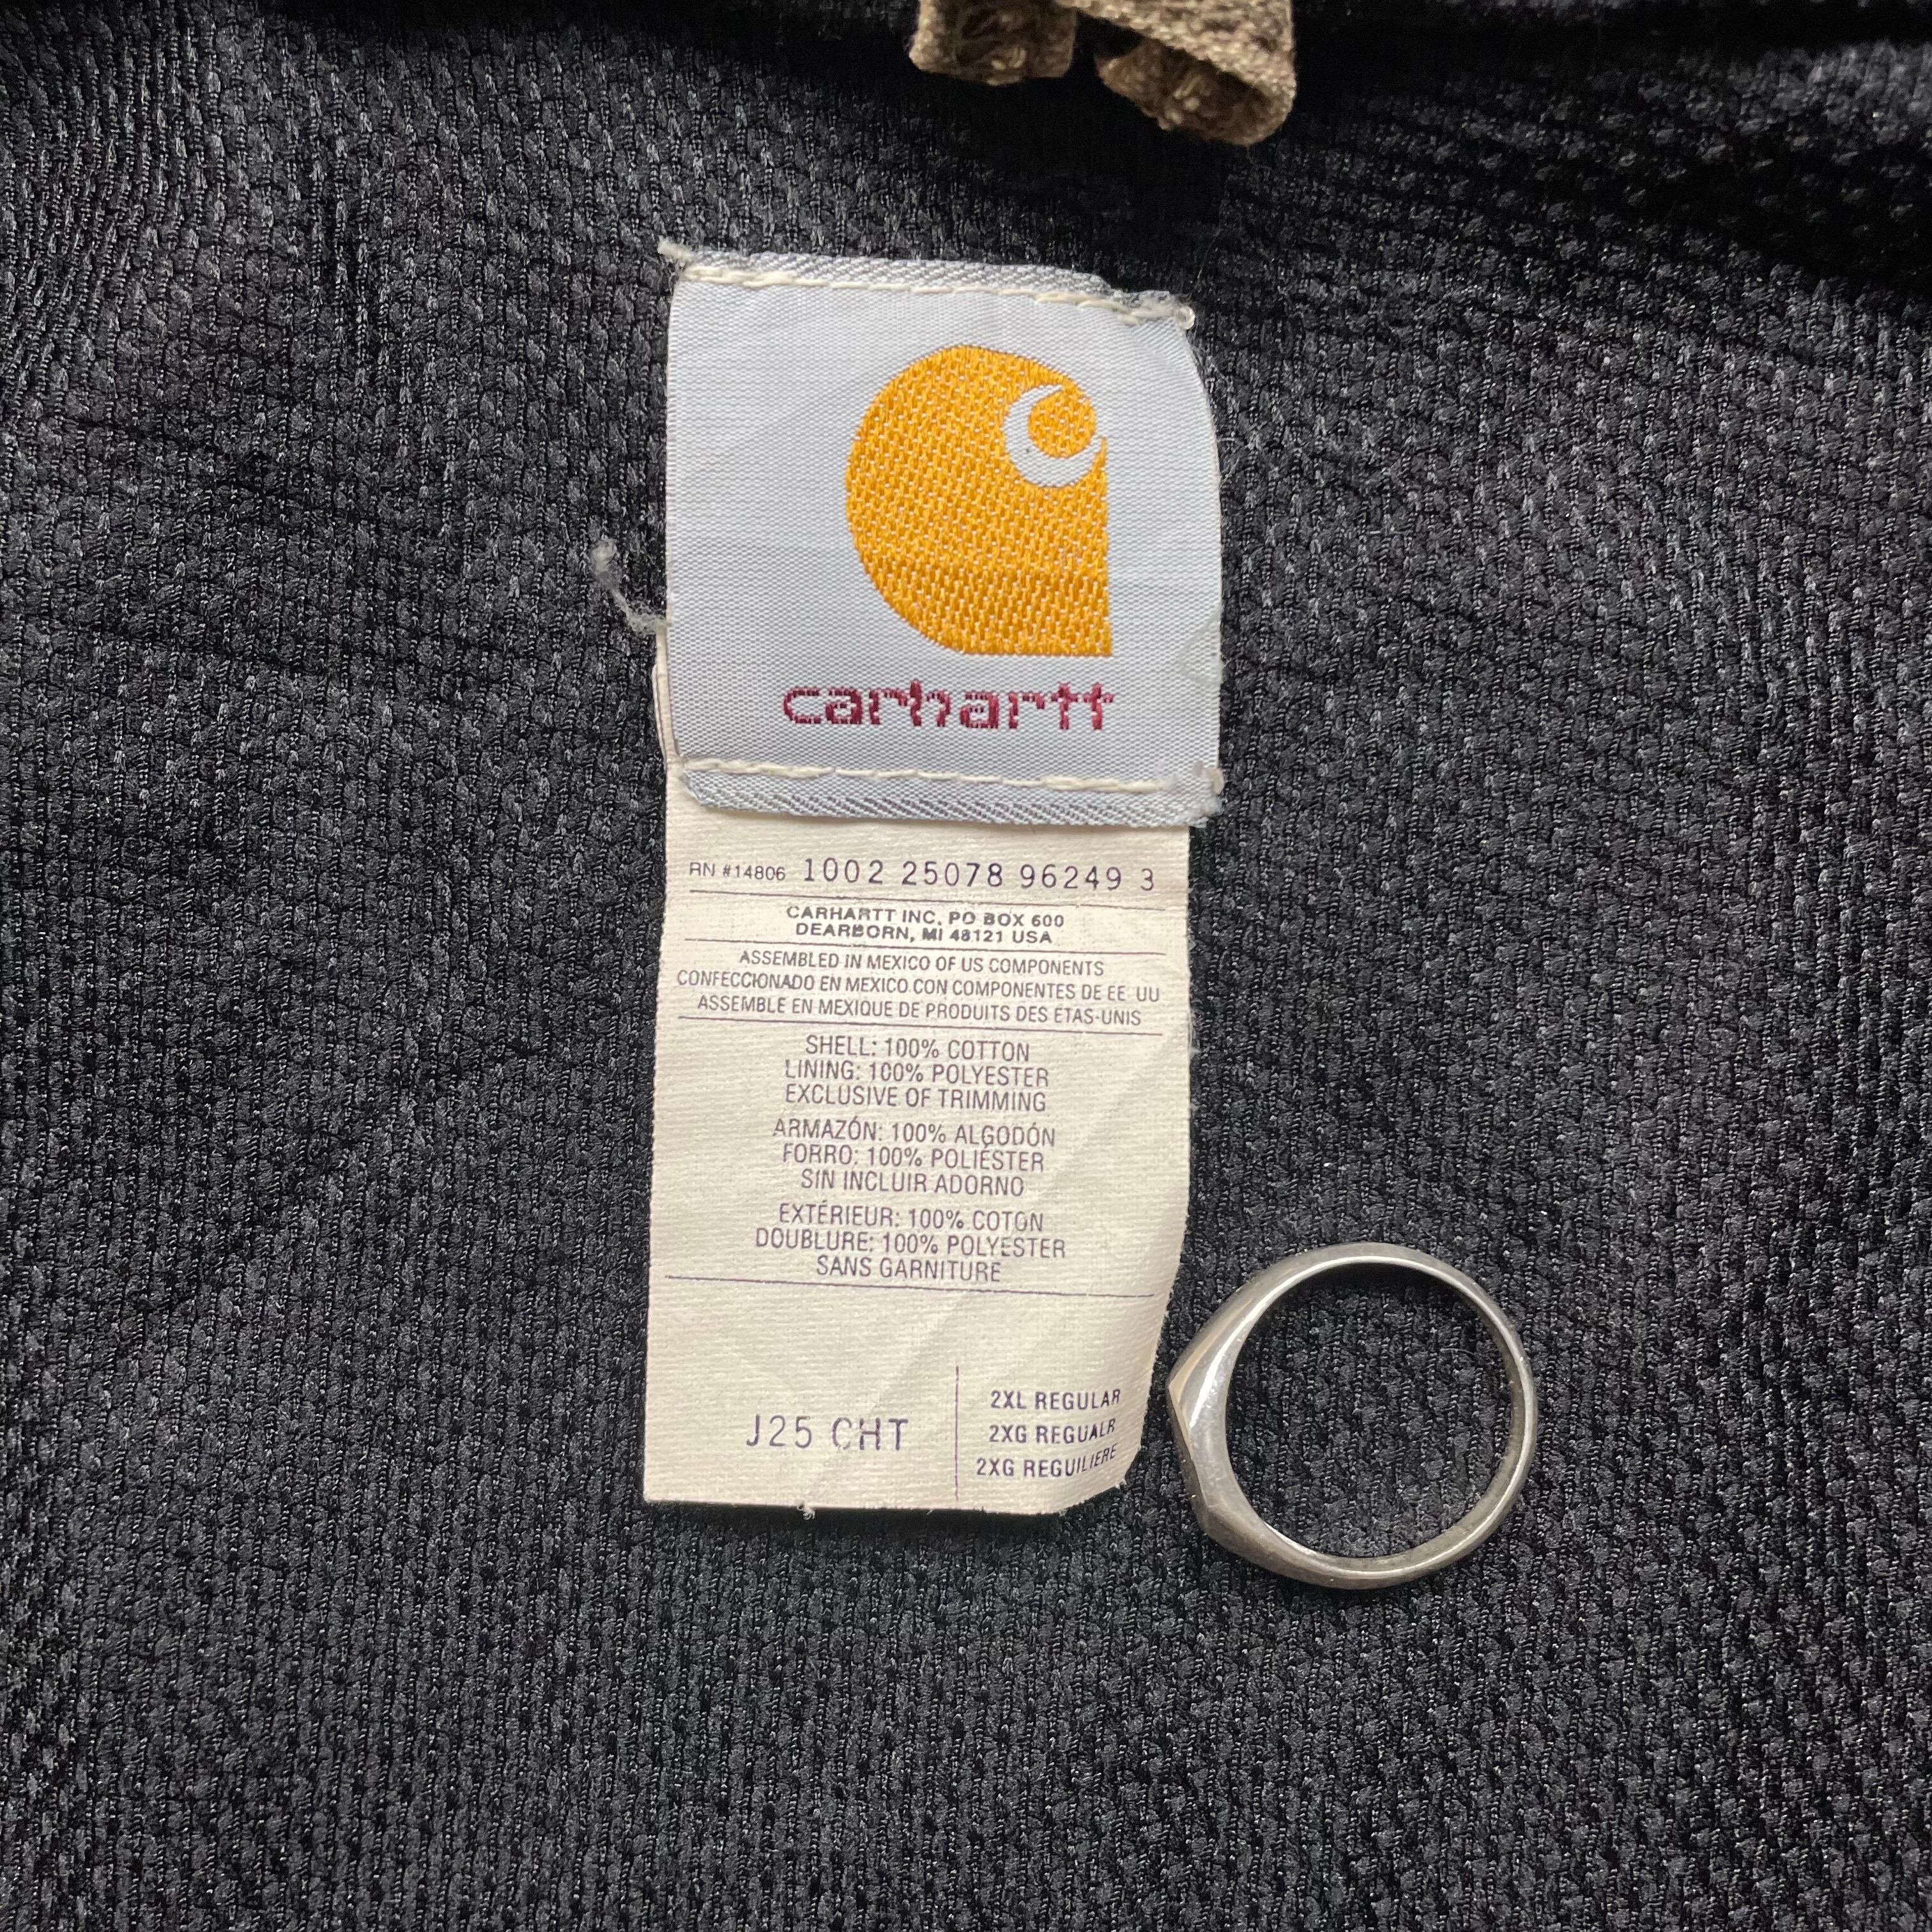 carhartt
RN #14806 1002 25078 96249 3
CARHARTT INC. PO BOX 600
DEARBORN, MI 48121 USA
ASSEMBLED IN MEXICO OF US COMPONENTS
CONFECCIONADO EN MEXICO CON COMPONENTES DE EE UU
ASSEMBLE EN MEXIQUE DE PRODUITS DES ETAS-UNIS
SHELL: 100% COTTON
LINING: 100% POLYESTER
EXCLUSIVE OF TRIMMING
ARMAZÓN: 100% ALGODÓN
FORRO: 100% POLIÉSTER
SIN INCLUIR ADORNO
EXTÉRIEUR: 100% COTON
DOUBLURE: 100% POLYESTER
SANS GARNITURE
J25 CHT
2XL REGULAR
2XG REGUALR
2XG REGUILIERE